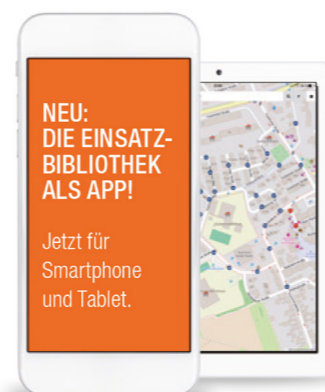 NEU:
DIE EINSATZ-
BIBLIOTHEK
ALS APP!
Jetzt für
Smartphone
und Tablet.